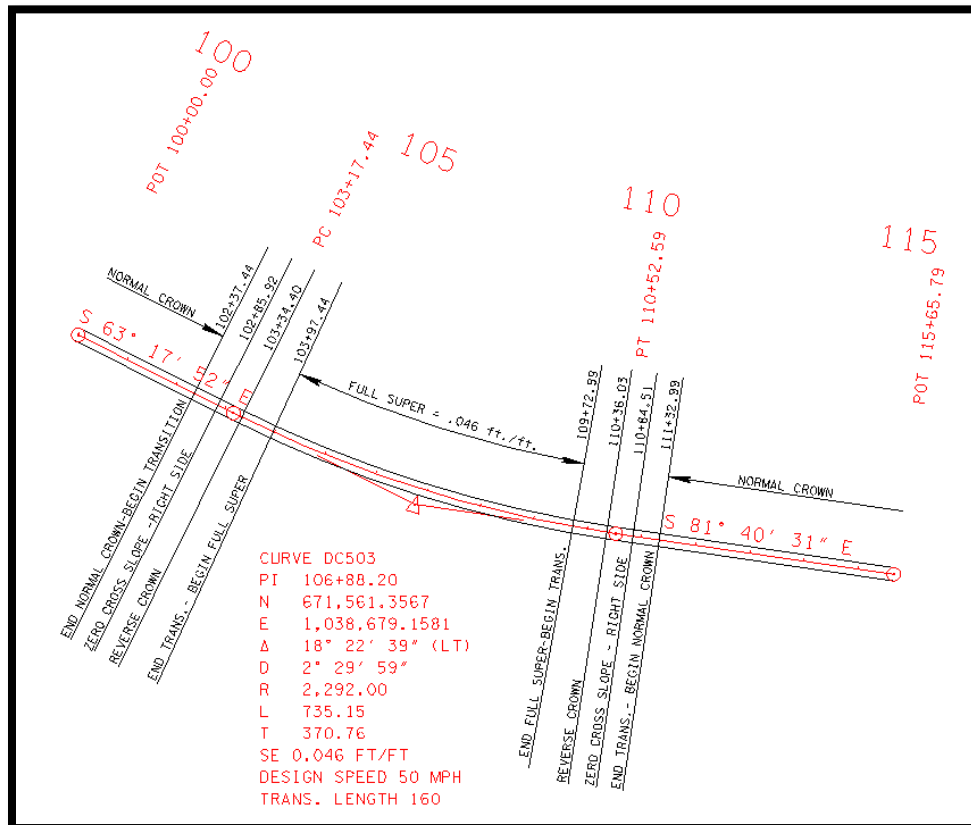 100
POT 100+00.00
PC 103+17.44
105
110
PT 110+52.59
115
POT 115+65.79
NORMAL CROWN
102+37.44
102+85.92
103+34.40
103+97.44
S 63° 17' 52" E
FULL SUPER = .046 ft./ft.
109+72.99
110+36.03
110+84.51
111+32.99
NORMAL CROWN
S 81° 40' 31" E
END NORMAL CROWN-BEGIN TRANSITION
ZERO CROSS SLOPE -RIGHT SIDE
REVERSE CROWN
END TRANS.- BEGIN FULL SUPER
END FULL SUPER-BEGIN TRANS.
REVERSE CROWN
ZERO CROSS SLOPE - RIGHT SIDE
END TRANS.- BEGIN NORMAL CROWN
CURVE DC503
PI 106+88.20
N 671,561.3567
E 1,038,679.1581
Δ 18° 22' 39" (LT)
D 2° 29' 59"
R 2,292.00
L 735.15
T 370.76
SE 0.046 FT/FT
DESIGN SPEED 50 MPH
TRANS. LENGTH 160